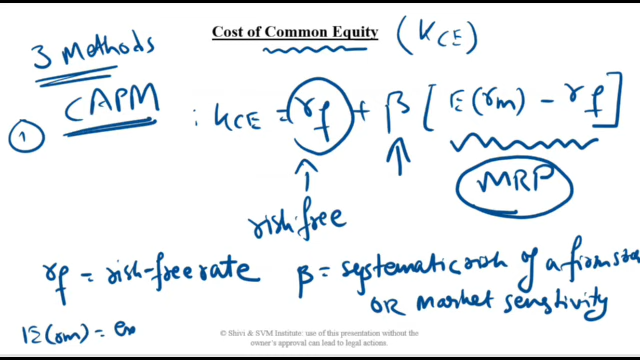 Cost of Common Equity (KCE)
3 Methods
① CAPM : KCE = rf + β [E(rm) - rf]
MRP
risk-free
rf = risk-free rate
β = systematic risk of a firm's
OR market senstivity
E(rm) = ex
© Shivi & SVM Institute: use of this presentation without the
owner's approval can lead to legal actions.